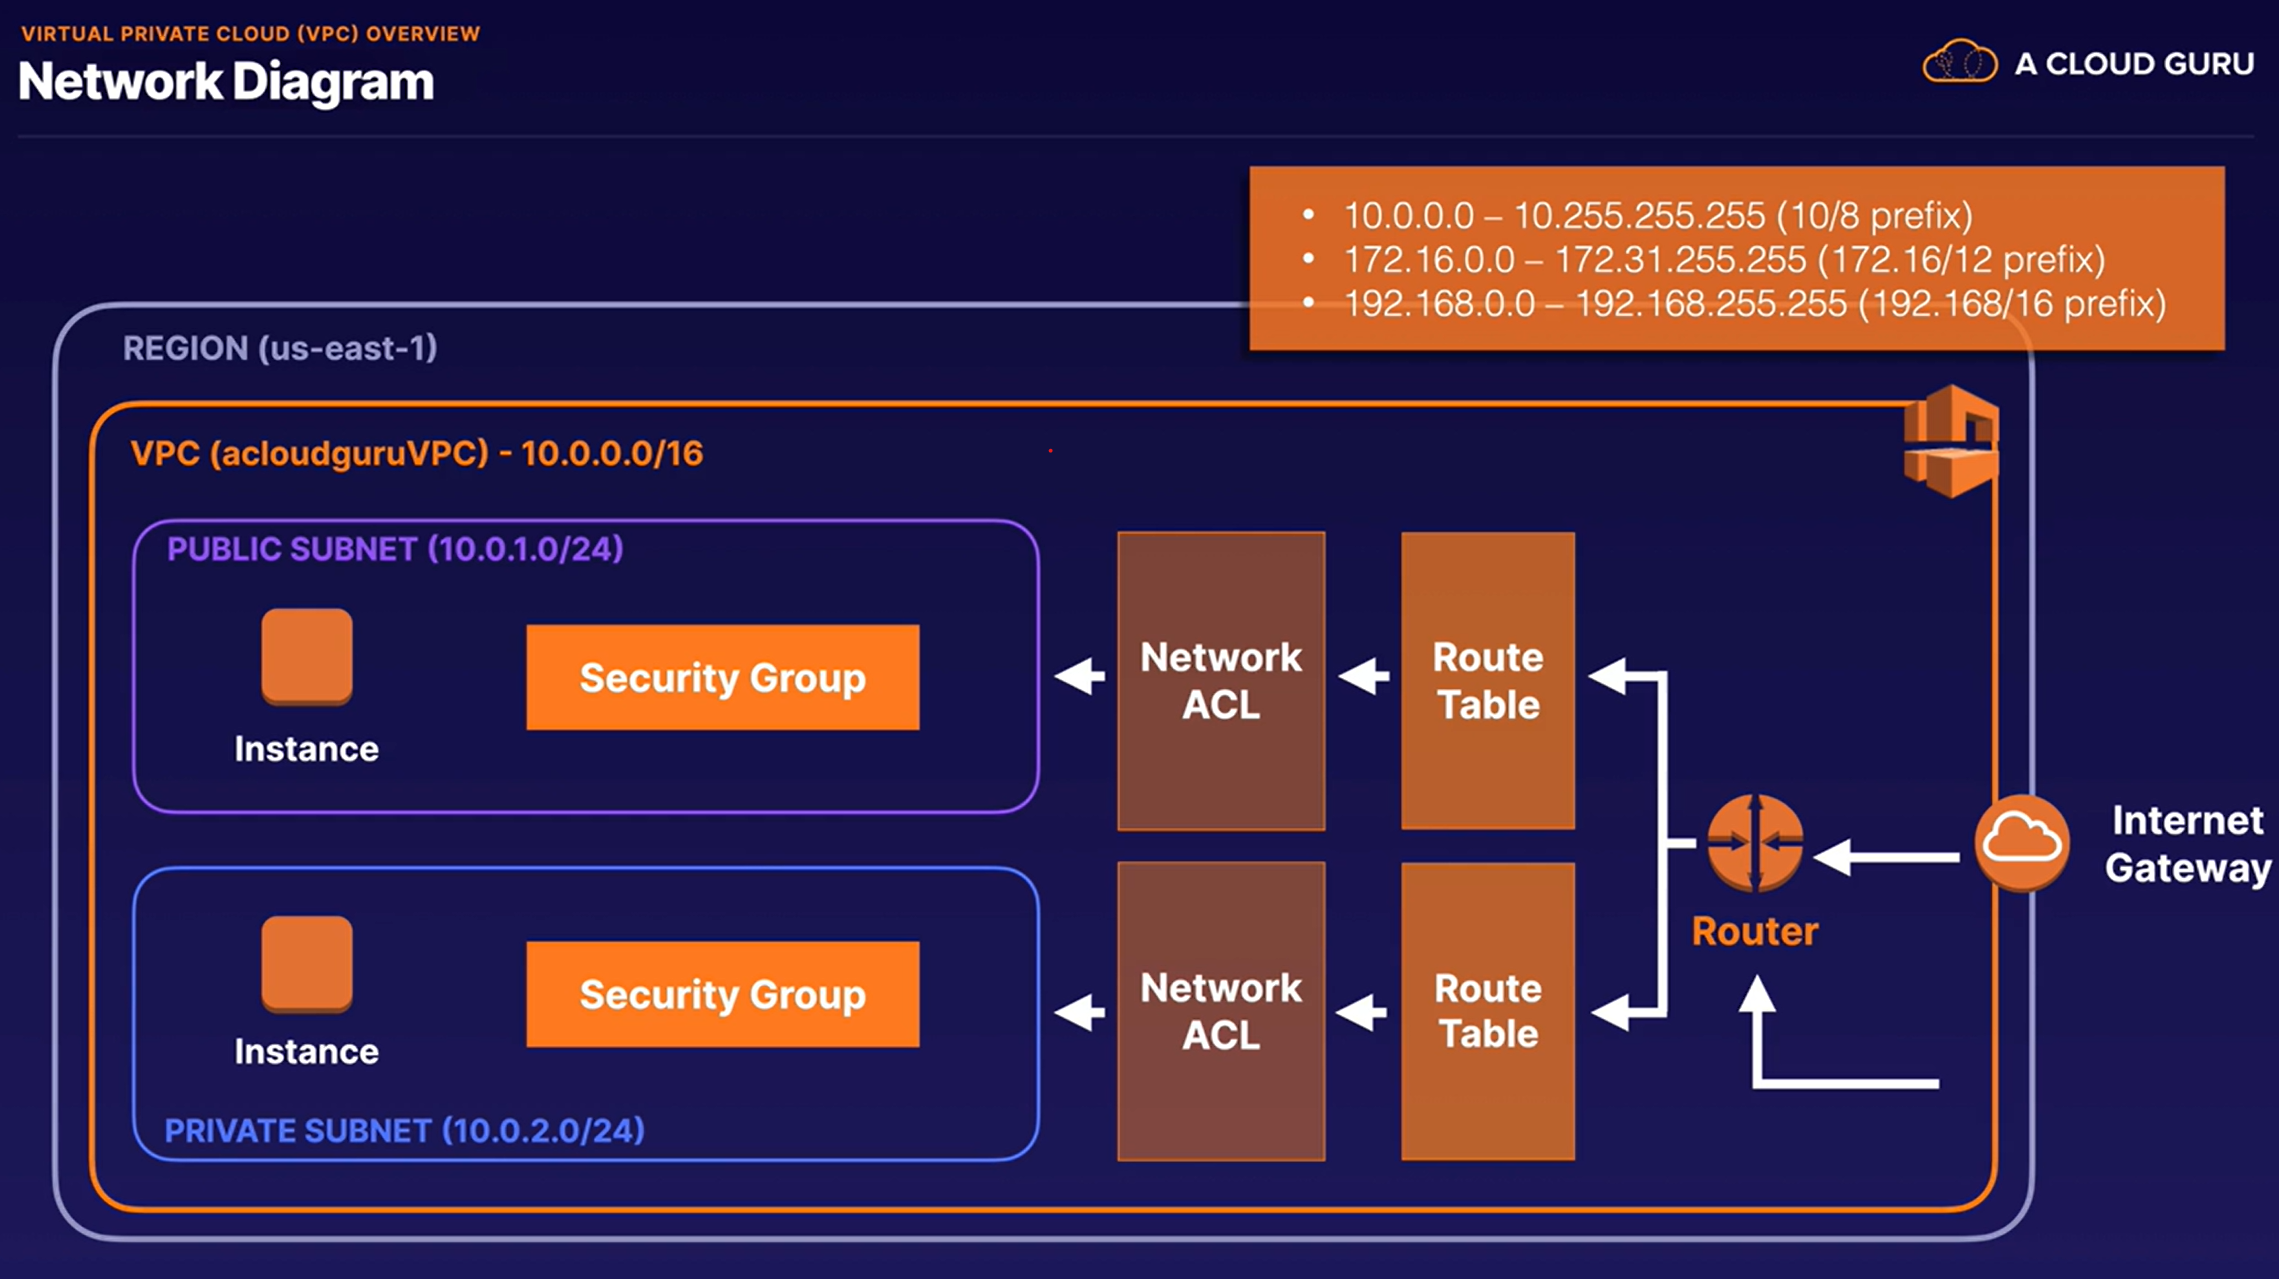 VIRTUAL PRIVATE CLOUD (VPC) OVERVIEW
Network Diagram
A CLOUD GURU
• 10.0.0.0 – 10.255.255.255 (10/8 prefix)
• 172.16.0.0 – 172.31.255.255 (172.16/12 prefix)
• 192.168.0.0 – 192.168.255.255 (192.168/16 prefix)
REGION (us-east-1)
VPC (acloudguruVPC) - 10.0.0.0/16
PUBLIC SUBNET (10.0.1.0/24)
Instance
Security Group
Network
ACL
Route
Table
Instance
Security Group
PRIVATE SUBNET (10.0.2.0/24)
Network
ACL
Route
Table
Router
Internet
Gateway